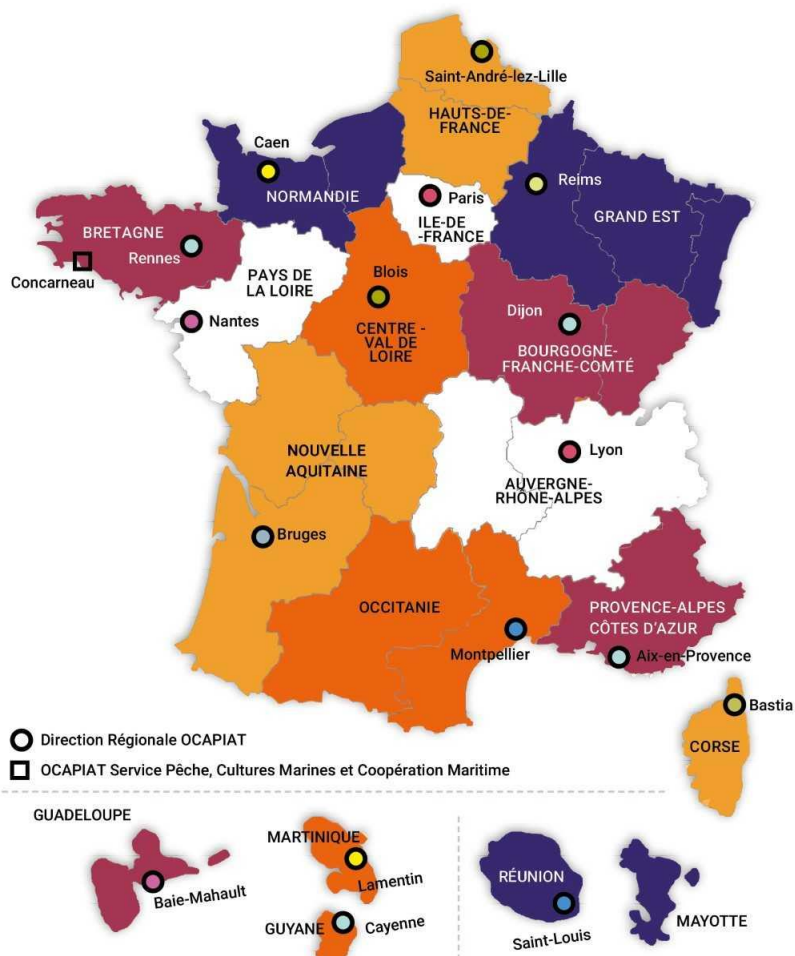 Saint-André-lez-Lille
HAUTS-DE-
FRANCE
Caen
NORMANDIE
Paris
ILE-DE
-FRANCE
Reims
GRAND EST
BRETAGNE
Rennes
Concarneau
PAYS DE
LA LOIRE
Nantes
Blois
CENTRE -
VAL DE
LOIRE
Dijon
BOURGOGNE-
FRANCHE-COMTÉ
NOUVELLE
AQUITAINE
Bruges
Lyon
AUVERGNE-
RHÔNE-ALPES
OCCITANIE
Montpellier
PROVENCE-ALPES
CÔTES D'AZUR
Aix-en-Provence
Bastia
CORSE
Direction Régionale OCAPIAT
OCAPIAT Service Pêche, Cultures Marines et Coopération Maritime
GUADELOUPE
Baie-Mahault
MARTINIQUE
Lamentin
GUYANE
Cayenne
RÉUNION
Saint-Louis
MAYOTTE